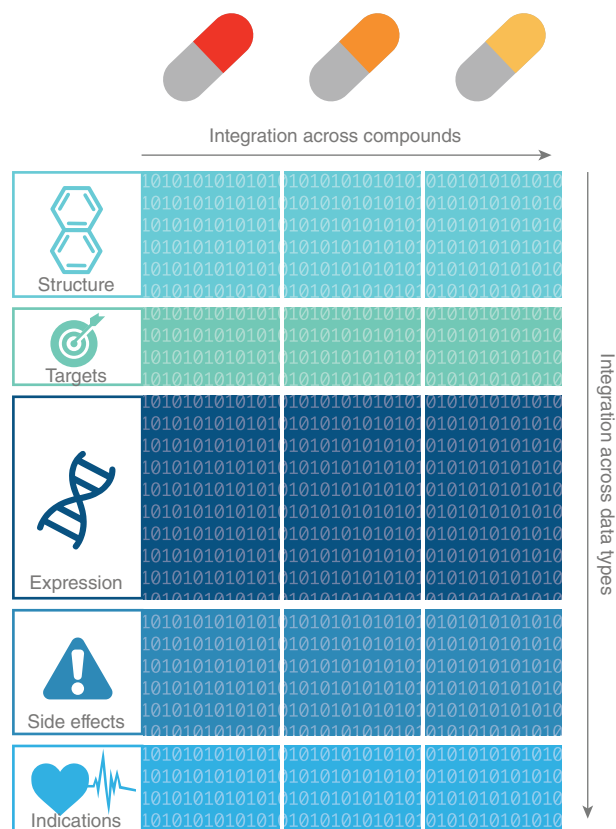 Integration across compounds
Structure
Targets
Expression
Side effects
Indications
Integration across data types